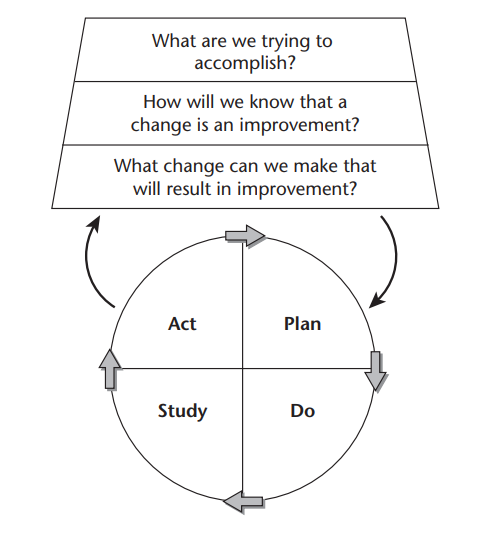 What are we trying to
accomplish?
How will we know that a
change is an improvement?
What change can we make that
will result in improvement?
Act
Plan
Study
Do